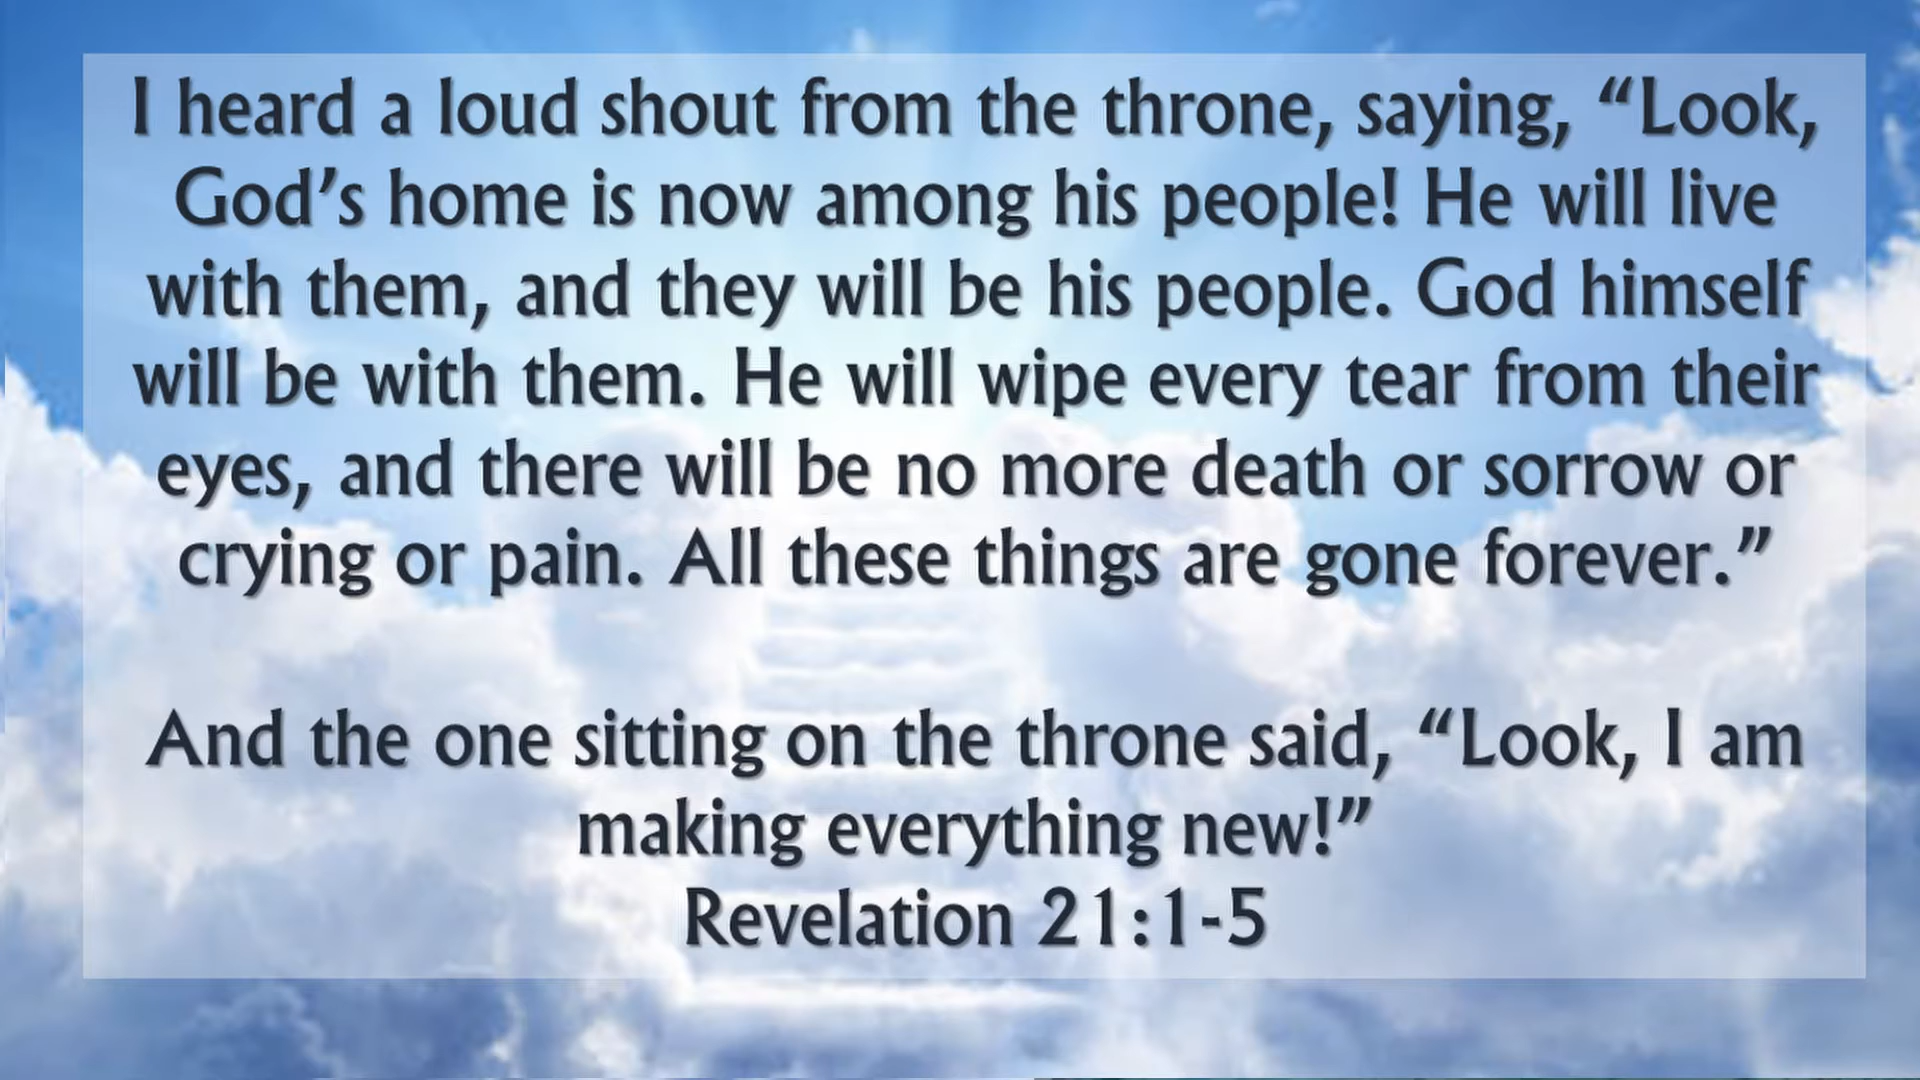 I heard a loud shout from the throne, saying, “Look,
God’s home is now among his people! He will live
with them, and they will be his people. God himself
will be with them. He will wipe every tear from their
eyes, and there will be no more death or sorrow or
crying or pain. All these things are gone forever.”
And the one sitting on the throne said, “Look, I am
making everything new!”
Revelation 21:1-5